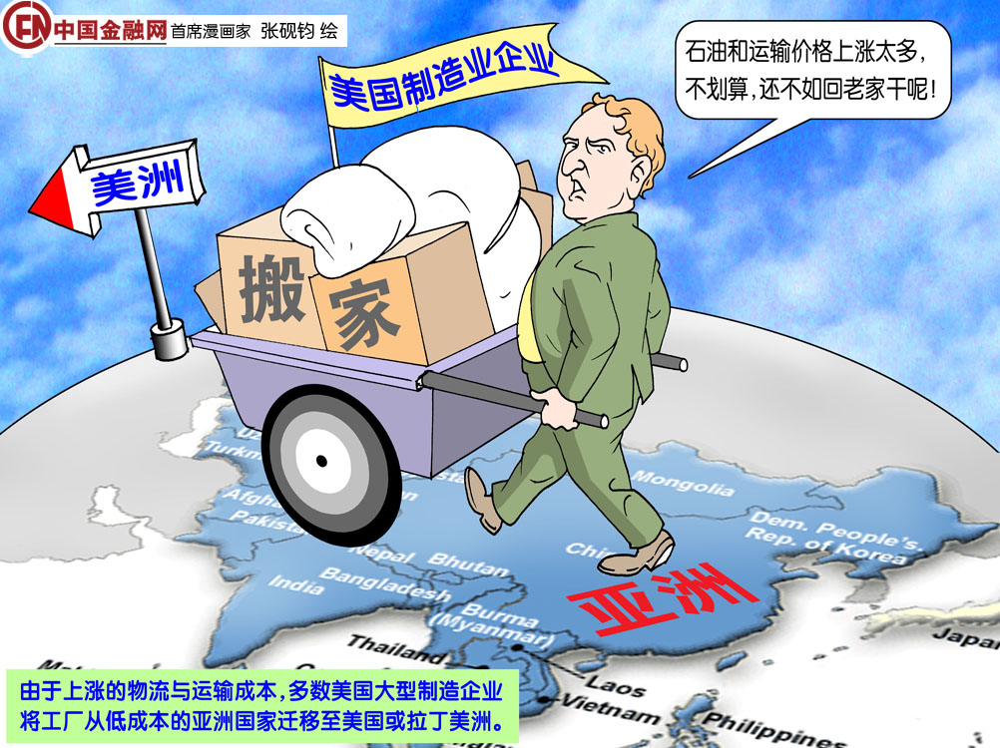 中国金融网 首席漫画家 张砚钧 绘
美国制造业企业
石油和运输价格上涨太多，
不划算，还不如回老家干呢！
美洲
搬家
Mongolia
Turkm
Afgha
Pakista
Dem. People's.
Rep. of Korea
Nepal
Bhutan
India
Bangladesh
Burma
(Myanmar)
亚洲
Thailand
Laos
Vietnam
Philippines
Japan
由于上涨的物流与运输成本，多数美国大型制造企业
将工厂从低成本的亚洲国家迁移至美国或拉丁美洲。